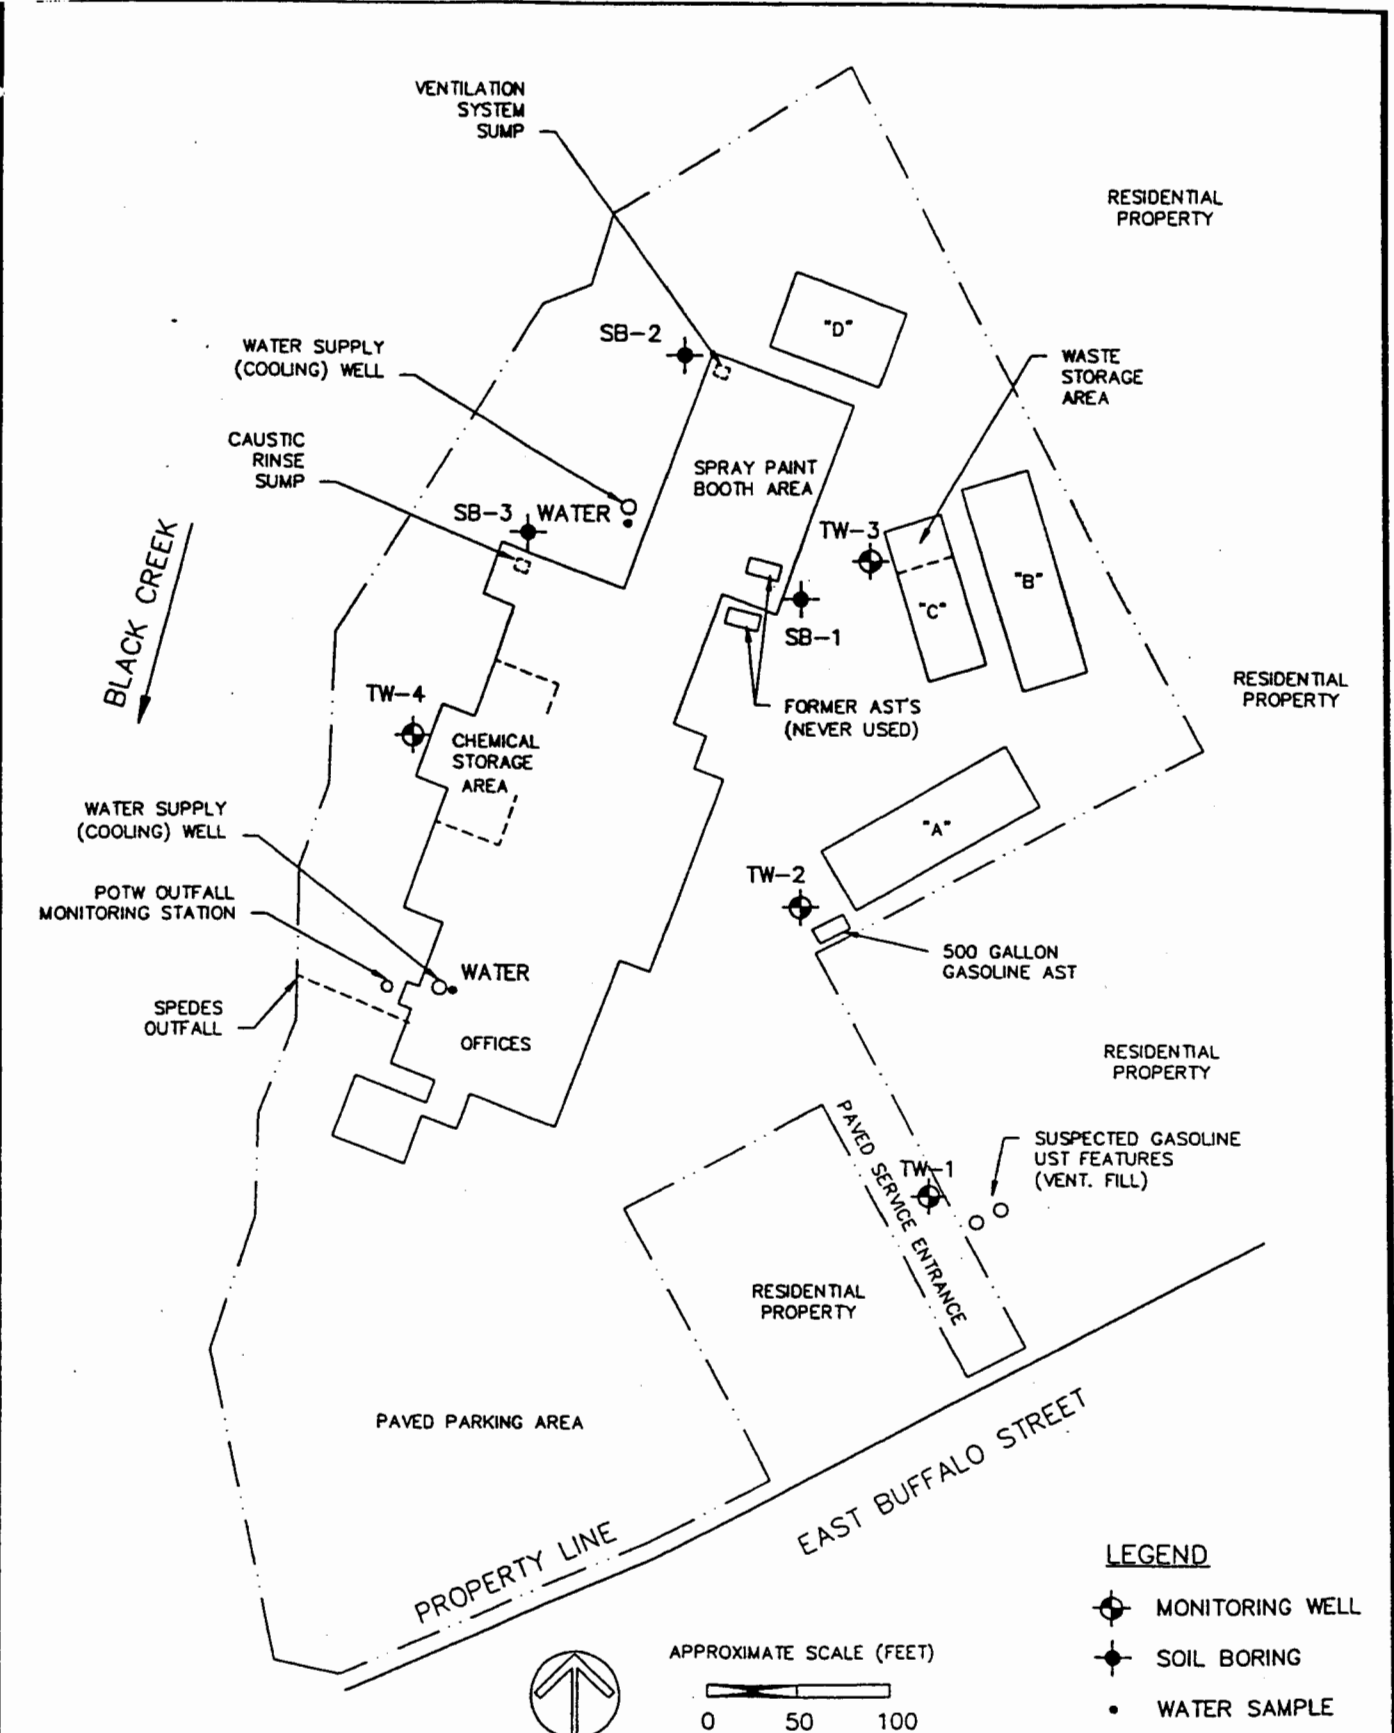 VENTILATION
SYSTEM
SUMP
RESIDENTIAL
PROPERTY
"D"
SB-2
WATER SUPPLY
(COOLING) WELL
WASTE
STORAGE
AREA
CAUSTIC
RINSE
SUMP
SPRAY PAINT
BOOTH AREA
SB-3
WATER
TW-3
"B"
"C"
BLACK CREEK
SB-1
RESIDENTIAL
PROPERTY
TW-4
FORMER AST'S
(NEVER USED)
CHEMICAL
STORAGE
AREA
WATER SUPPLY
(COOLING) WELL
"A"
TW-2
POTW OUTFALL
MONITORING STATION
500 GALLON
GASOLINE AST
WATER
SPEDES
OUTFALL
OFFICES
RESIDENTIAL
PROPERTY
PAVED SERVICE ENTRANCE
SUSPECTED GASOLINE
UST FEATURES
(VENT. FILL)
TW-1
RESIDENTIAL
PROPERTY
PAVED PARKING AREA
EAST BUFFALO STREET
PROPERTY LINE
LEGEND
MONITORING WELL
SOIL BORING
WATER SAMPLE
APPROXIMATE SCALE (FEET)
0 50 100